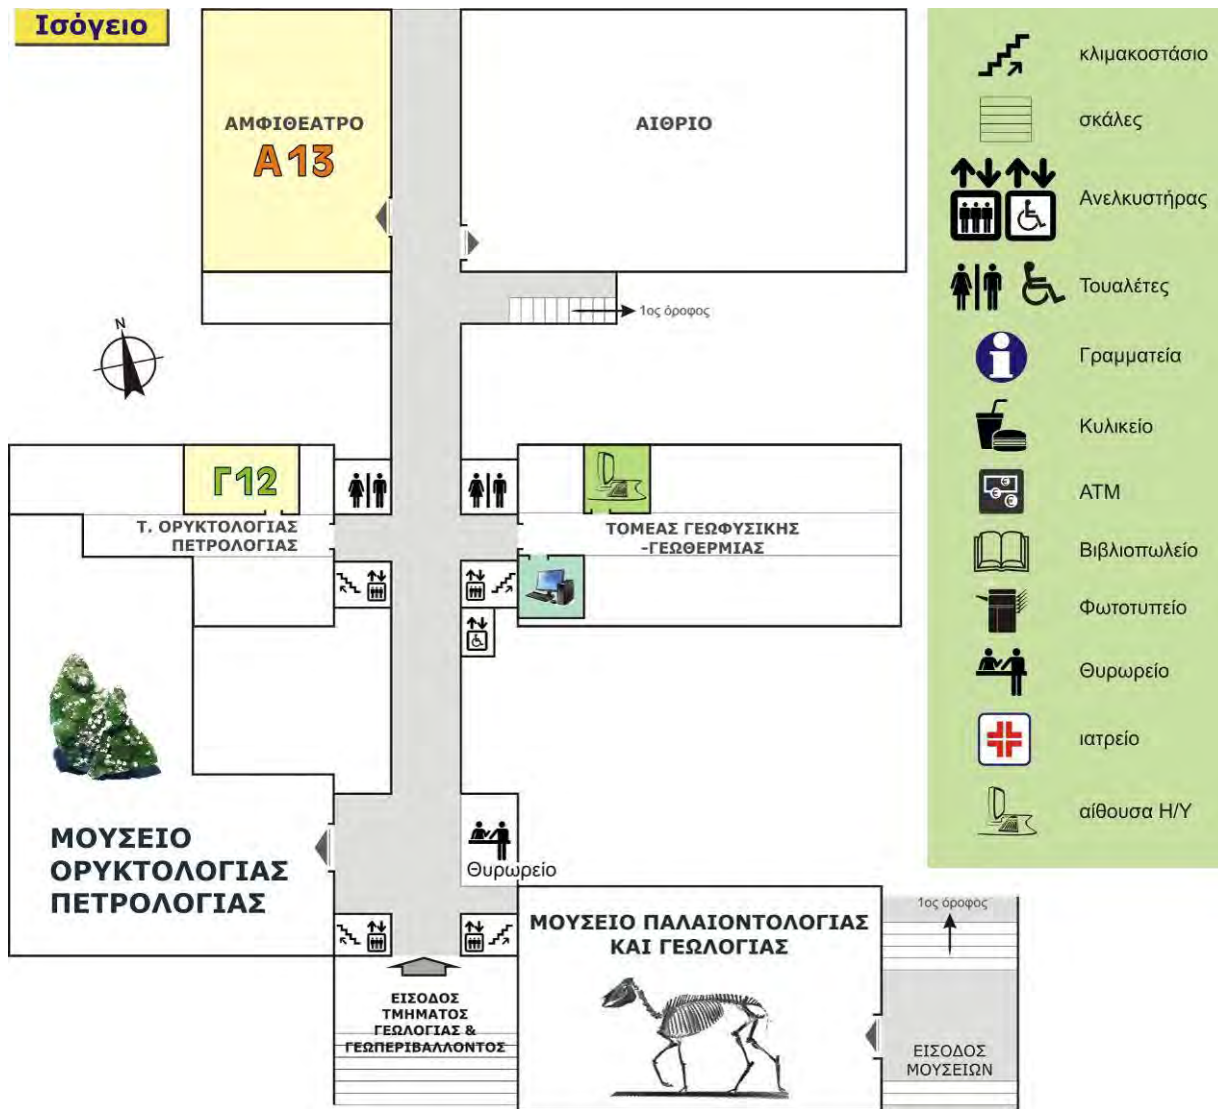 Ισόγειο
ΑΜΦΙΘΕΑΤΡΟ
Α13
ΑΙΘΡΙΟ
1ος όροφος
N
Γ12
Τ. ΟΡΥΚΤΟΛΟΓΙΑΣ
ΠΕΤΡΟΛΟΓΙΑΣ
ΤΟΜΕΑΣ ΓΕΩΦΥΣΙΚΗΣ
-ΓΕΩΘΕΡΜΙΑΣ
ΜΟΥΣΕΙΟ
ΟΡΥΚΤΟΛΟΓΙΑΣ
ΠΕΤΡΟΛΟΓΙΑΣ
Θυρωρείο
ΜΟΥΣΕΙΟ ΠΑΛΑΙΟΝΤΟΛΟΓΙΑΣ
ΚΑΙ ΓΕΩΛΟΓΙΑΣ
1ος όροφος
ΕΙΣΟΔΟΣ
ΤΜΗΜΑΤΟΣ
ΓΕΩΛΟΓΙΑΣ &
ΓΕΩΠΕΡΙΒΑΛΛΟΝΤΟΣ
ΕΙΣΟΔΟΣ
ΜΟΥΣΕΙΩΝ
κλιμακοστάσιο
σκάλες
Ανελκυστήρας
Τουαλέτες
Γραμματεία
Κυλικείο
ΑΤΜ
Βιβλιοπωλείο
Φωτοτυπείο
Θυρωρείο
ιατρείο
αίθουσα Η/Υ